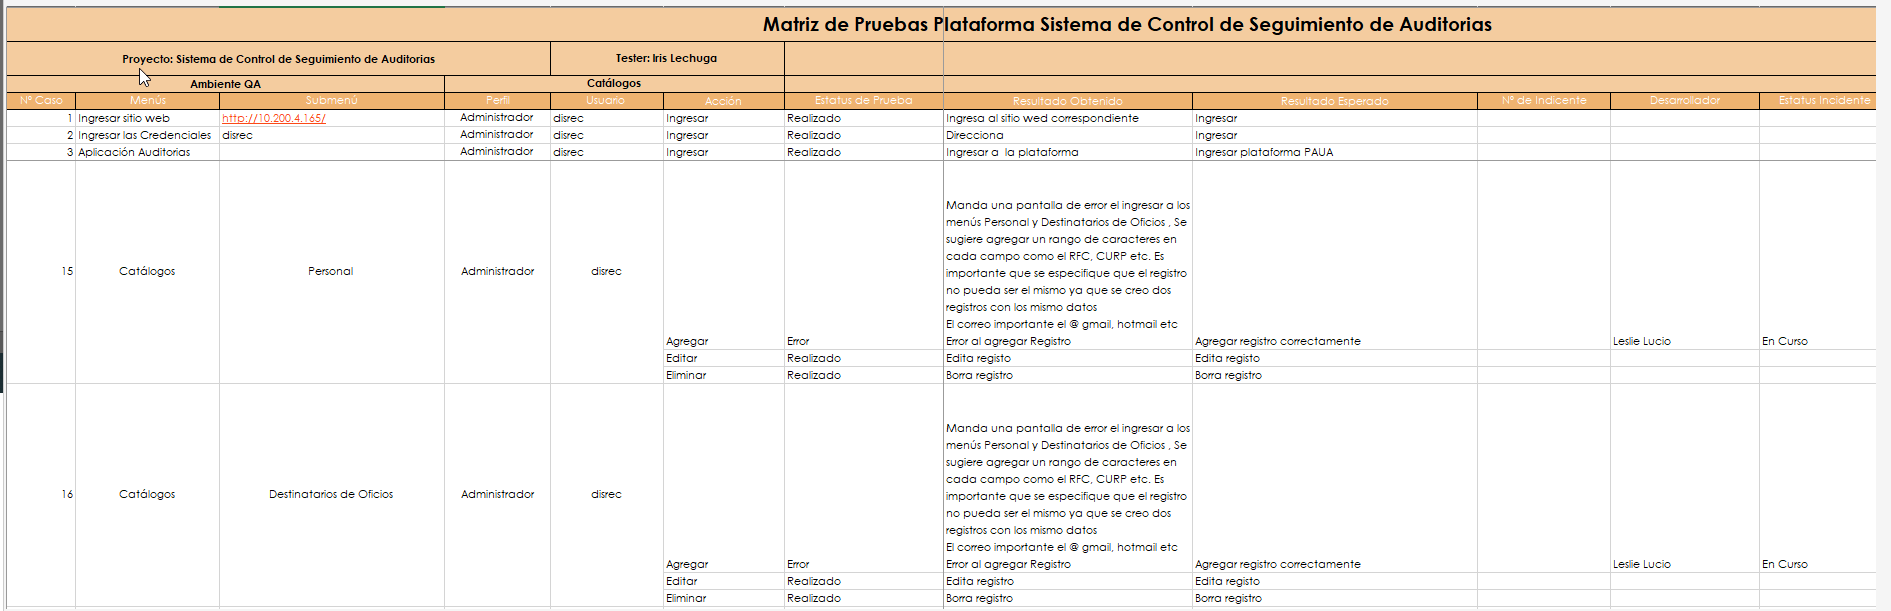 Matriz de Pruebas Plataforma Sistema de Control de Seguimiento de Auditorias
Proyecto: Sistema de Control de Seguimiento de Auditorias Tester: Iris Lechuga
Ambiente QA Catálogos
Nº Caso Menús Submenú Perfil Usuario Acción Estatus de Prueba Resultado Obtenido Resultado Esperado Nº de Indicente Desarrollador Estatus Incidente
1 Ingresar sitio web http://10.200.4.165/ Administrador disrec Ingresar Realizado Ingresa al sitio wed correspondiente Ingresar
2 Ingresar las Credenciales disrec Administrador disrec Ingresar Realizado Direcciona Ingresar
3 Aplicación Auditorias Administrador disrec Ingresar Realizado Ingresar a la plataforma Ingresar plataforma PAUA
15 Catálogos Personal Administrador disrec
Manda una pantalla de error el ingresar a los
menús Personal y Destinatarios de Oficios , Se
sugiere agregar un rango de caracteres en
cada campo como el RFC, CURP etc. Es
importante que se especifique que el registro
no pueda ser el mismo ya que se creo dos
registros con los mismo datos
El correo importante el @ gmail, hotmail etc
Agregar Error Error al agregar Registro Agregar registro correctamente Leslie Lucio En Curso
Editar Realizado Edita registo Edita registo
Eliminar Realizado Borra registro Borra registro
16 Catálogos Destinatarios de Oficios Administrador disrec
Manda una pantalla de error el ingresar a los
menús Personal y Destinatarios de Oficios , Se
sugiere agregar un rango de caracteres en
cada campo como el RFC, CURP etc. Es
importante que se especifique que el registro
no pueda ser el mismo ya que se creo dos
registros con los mismo datos
El correo importante el @ gmail, hotmail etc
Agregar Error Error al agregar Registro Agregar registro correctamente Leslie Lucio En Curso
Editar Realizado Edita registro Edita registo
Eliminar Realizado Borra registro Borra registro